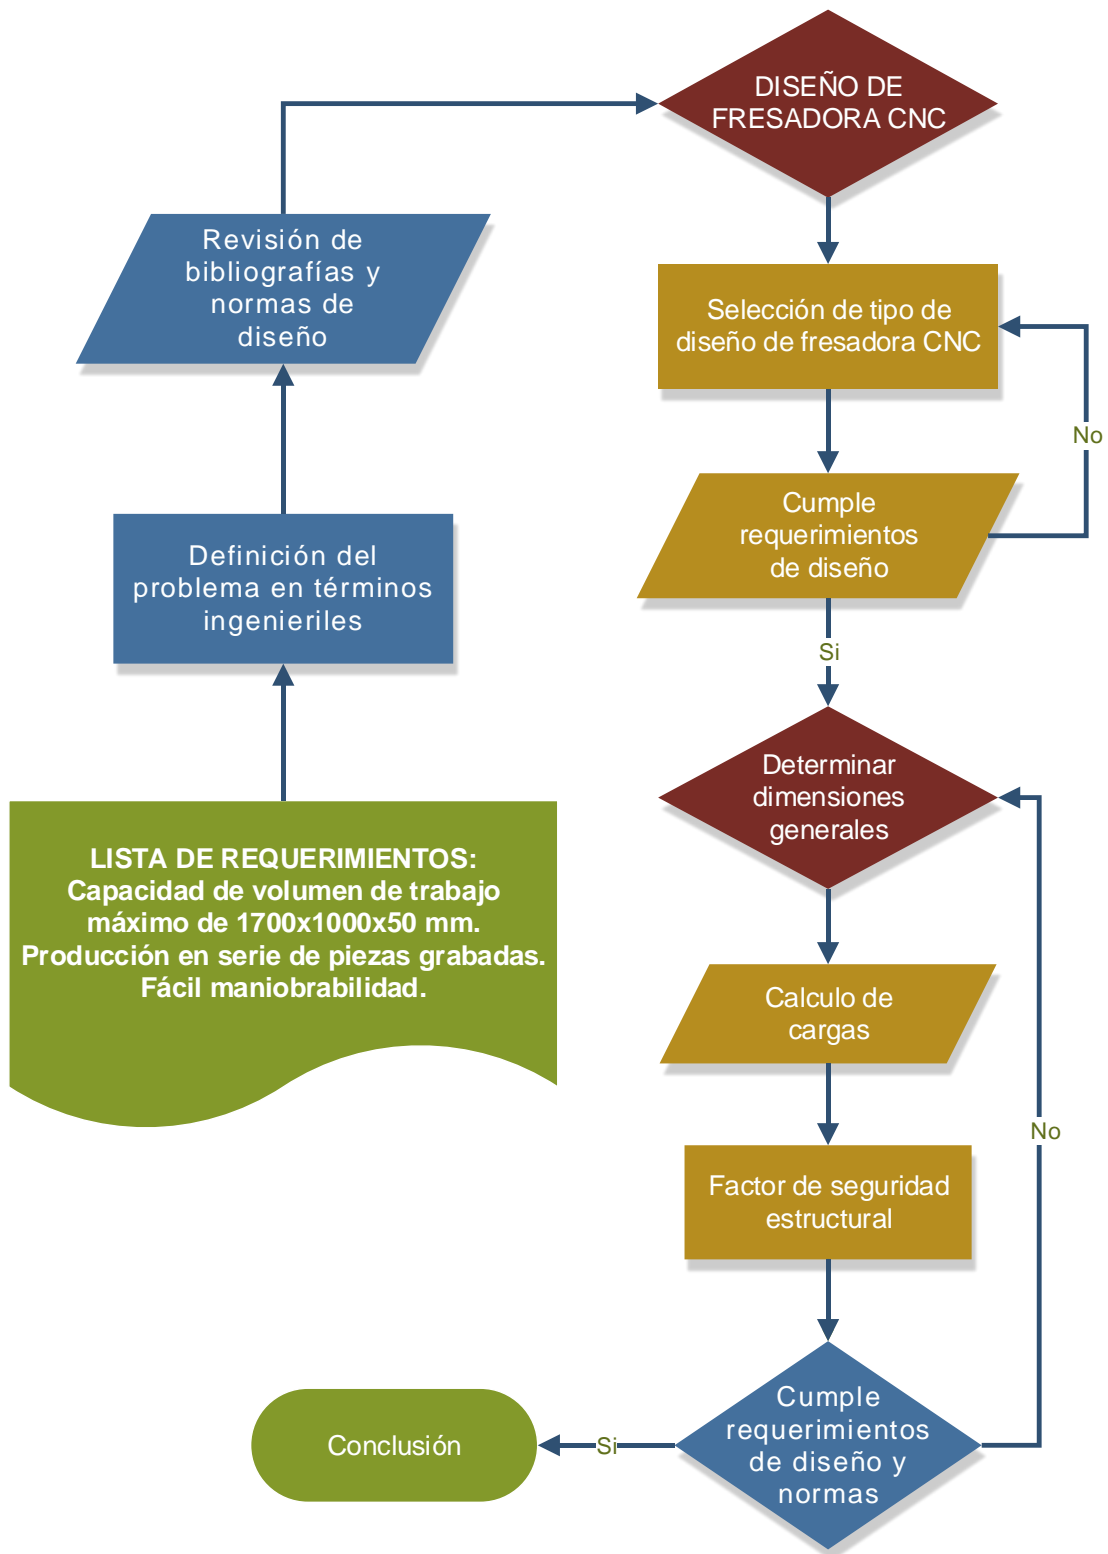 LISTA DE REQUERIMIENTOS:
Capacidad de volumen de trabajo
máximo de 1700x1000x50 mm.
Producción en serie de piezas grabadas.
Fácil maniobrabilidad.
Definición del
problema en términos
ingenieriles
Revisión de
bibliografías y
normas de
diseño
DISEÑO DE
FRESADORA CNC
Selección de tipo de
diseño de fresadora CNC
No
Cumple
requerimientos
de diseño
Si
Determinar
dimensiones
generales
Calculo de
cargas
No
Factor de seguridad
estructural
Cumple
requerimientos
de diseño y
normas
Si
Conclusión